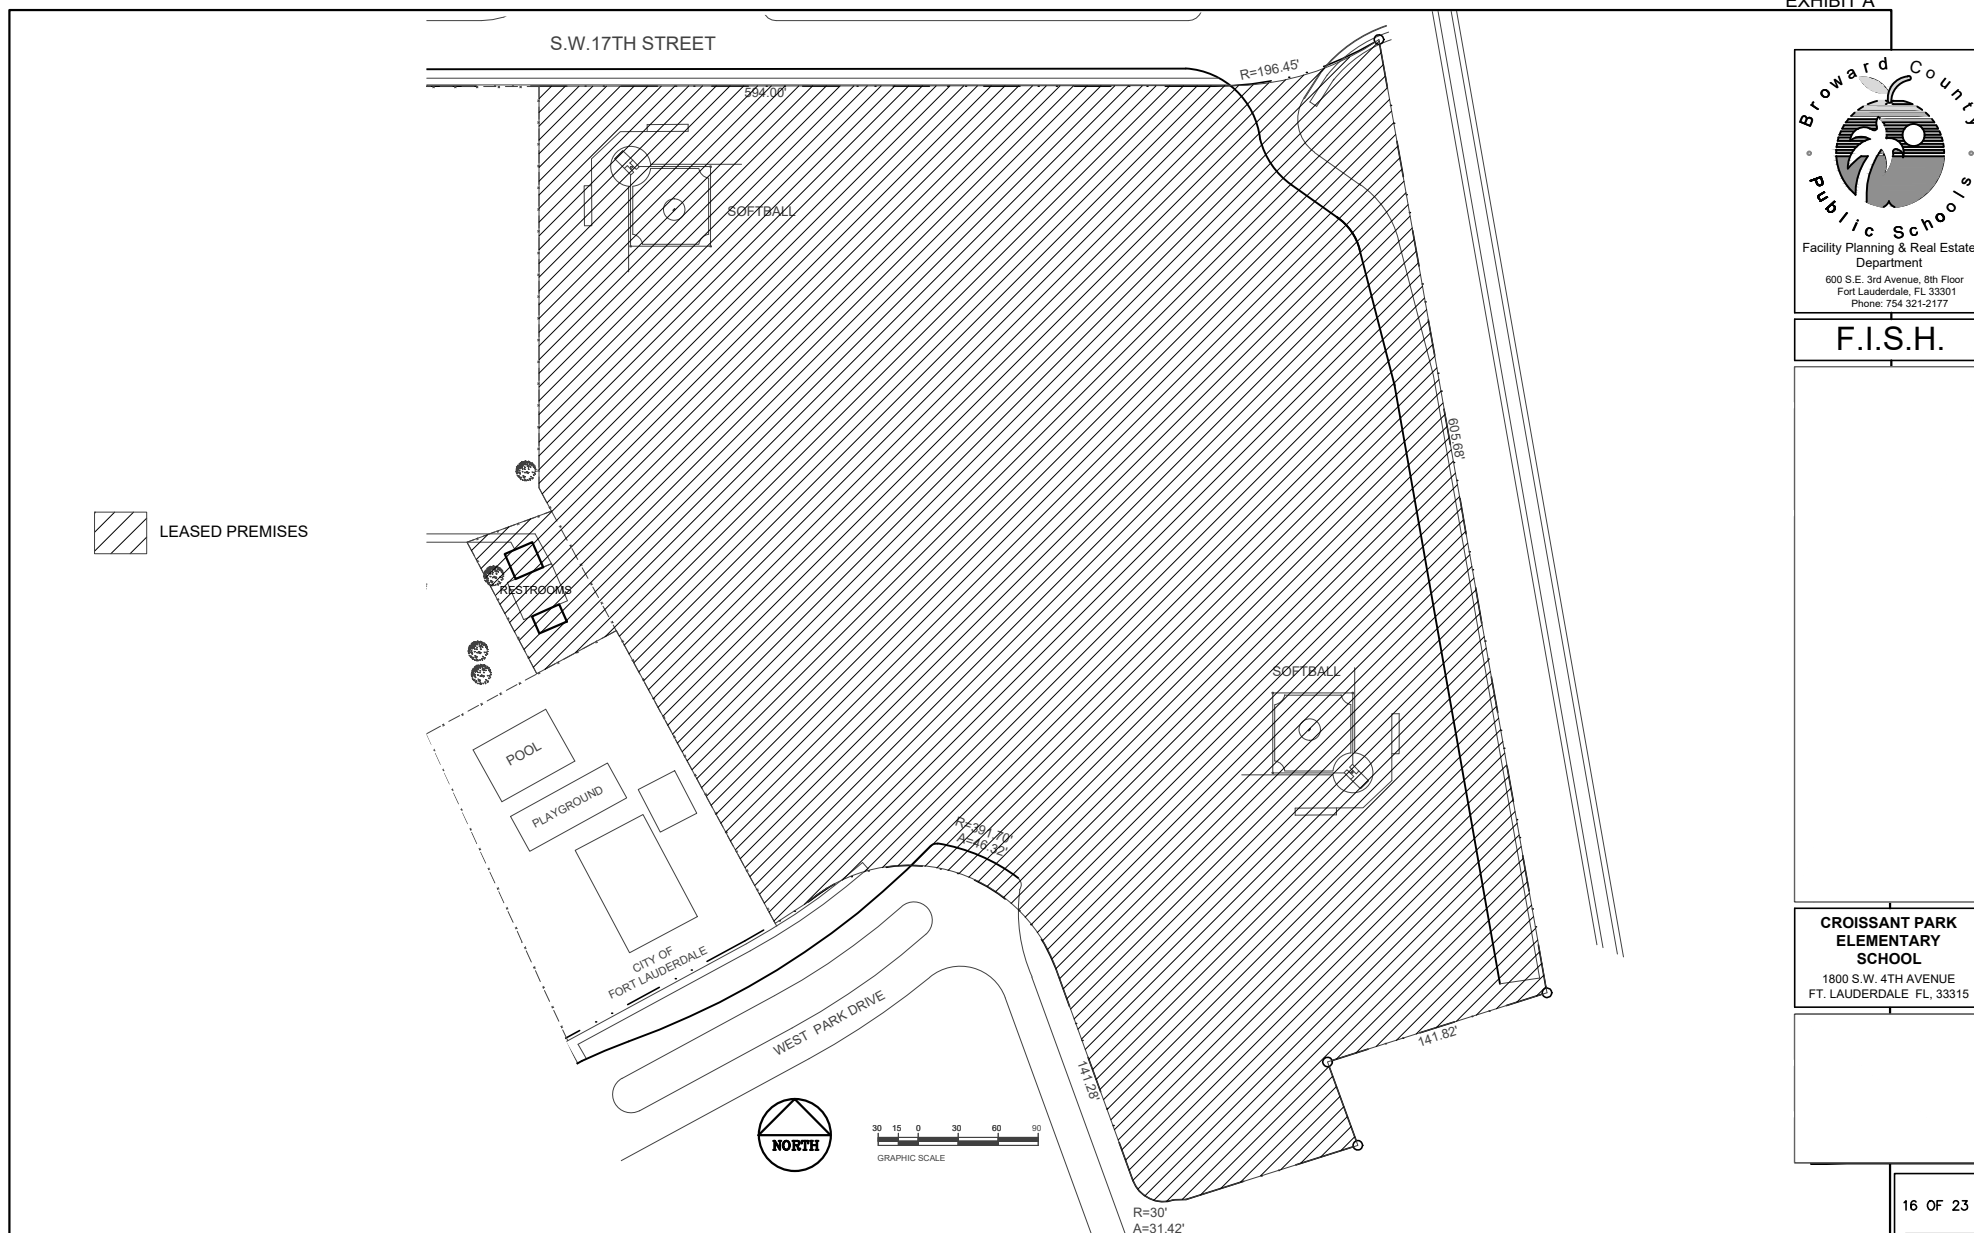 EXHIBIT A
S.W.17TH STREET
R=196.45'
594.00'
SOFTBALL
605.68'
LEASED PREMISES
RESTROOMS
SOFTBALL
POOL
PLAYGROUND
R=391.70'
A=46.32'
CITY OF
FORT LAUDERDALE
WEST PARK DRIVE
141.28'
141.82'
NORTH
30 15 0 30 60 90
GRAPHIC SCALE
R=30'
A=31.42'
Broward County
Public Schools
Facility Planning & Real Estate
Department
600 S.E. 3rd Avenue, 8th Floor
Fort Lauderdale, FL 33301
Phone: 754 321-2177
F.I.S.H.
CROISSANT PARK
ELEMENTARY
SCHOOL
1800 S.W. 4TH AVENUE
FT. LAUDERDALE FL, 33315
16 OF 23